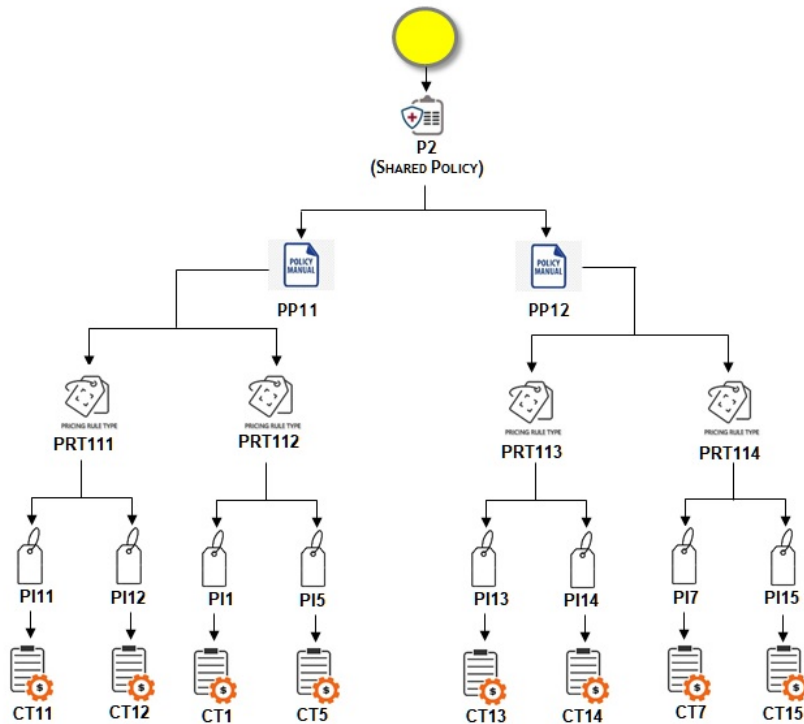 P2
(SHARED POLICY)
POLICY
MANUAL
POLICY
MANUAL
PP11
PP12
PRICING RULE TYPE
PRICING RULE TYPE
PRICING RULE TYPE
PRICING RULE TYPE
PRT111
PRT112
PRT113
PRT114
PI11
PI12
PI1
PI5
PI13
PI14
PI7
PI15
$
$
$
$
$
$
$
$
CT11
CT12
CT1
CT5
CT13
CT14
CT7
CT15